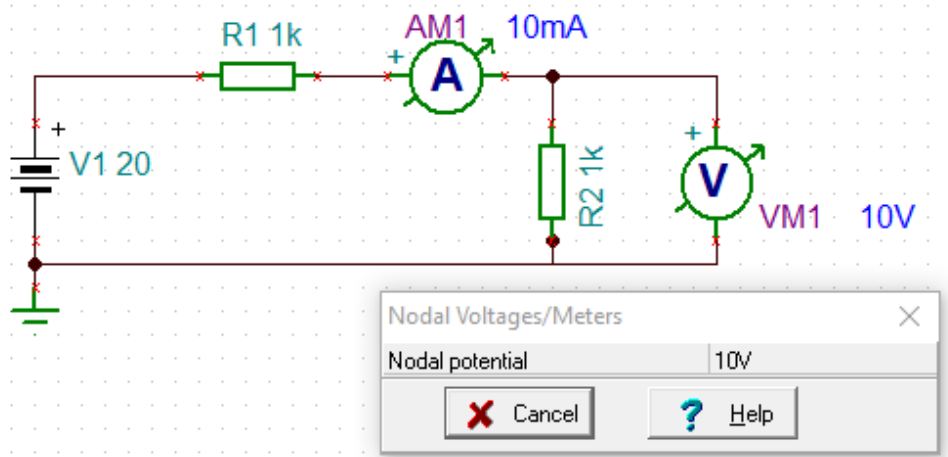 R1 1k
AM1 10mA
+
A
+
V1 20
R2 1k
+
V
VM1 10V
Nodal Voltages/Meters
Nodal potential 10V
Cancel
? Help